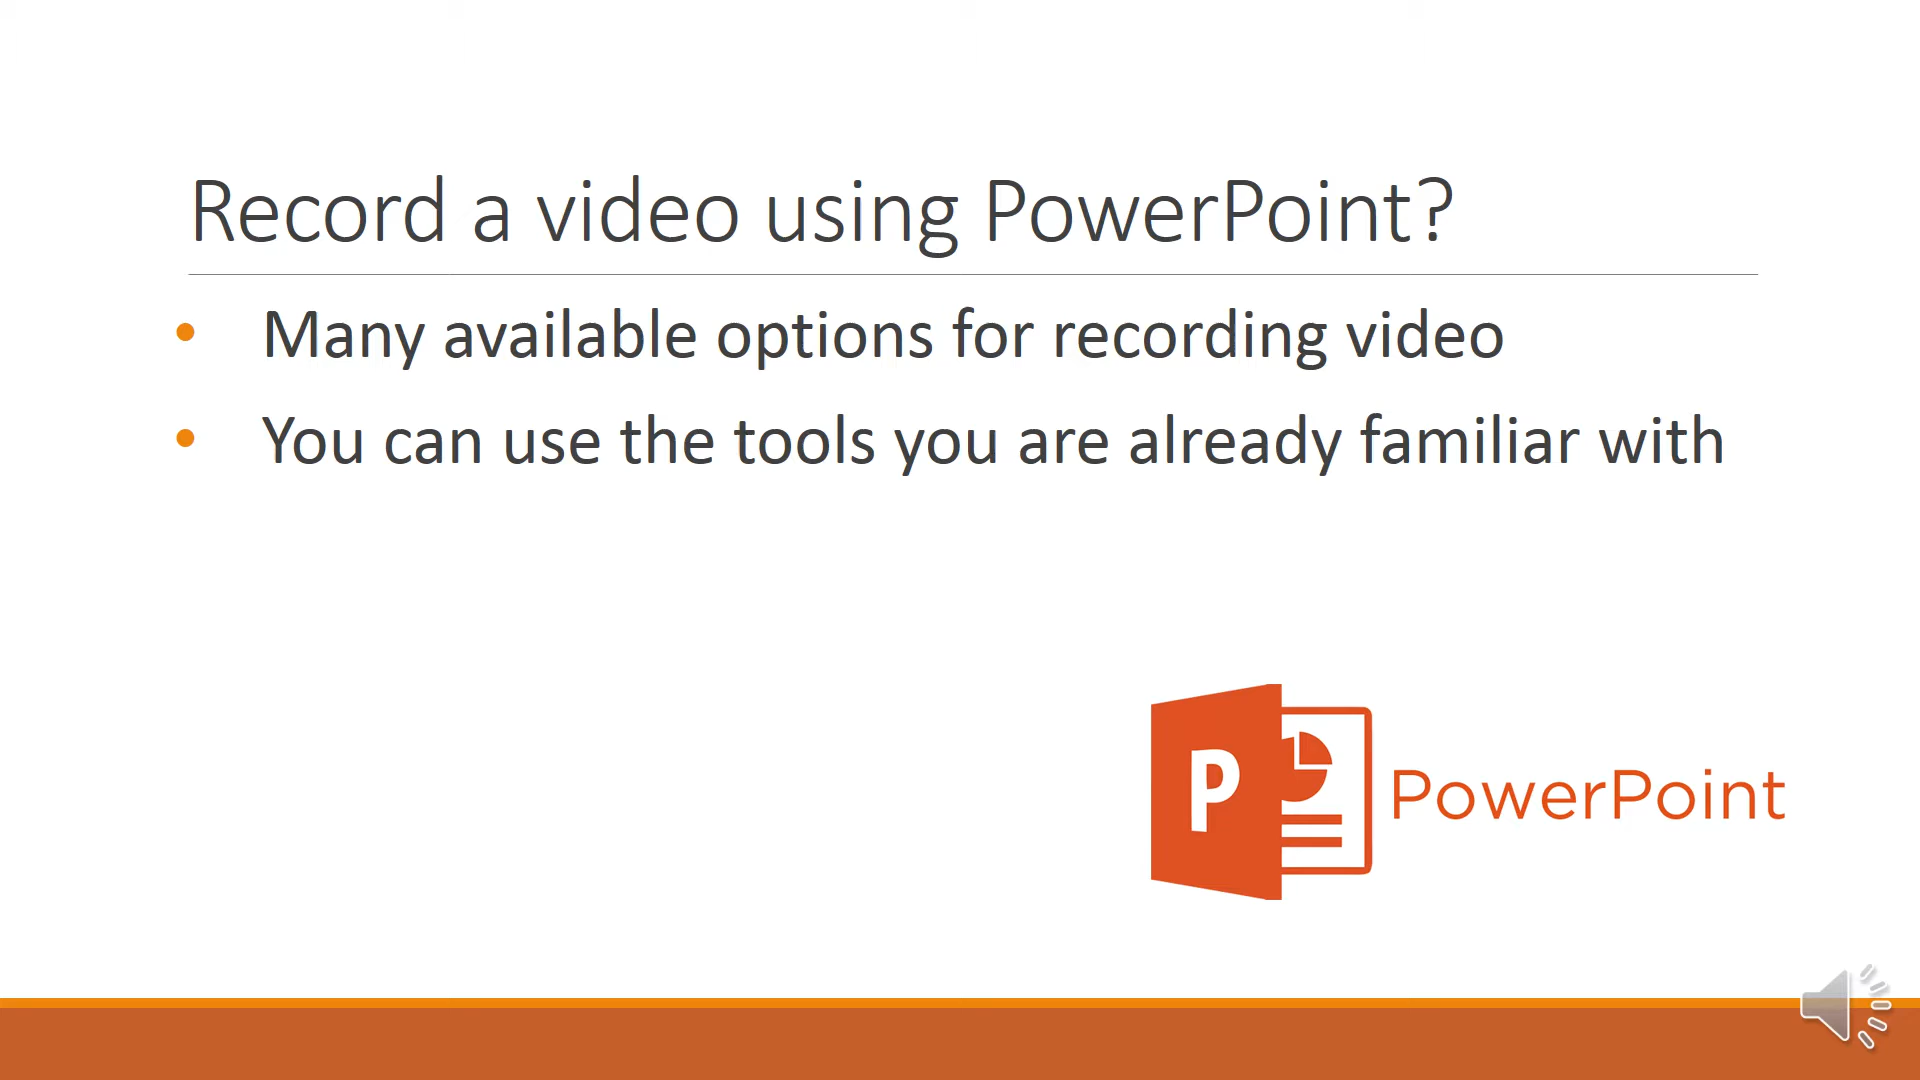 Record a video using PowerPoint?
• Many available options for recording video
• You can use the tools you are already familiar with
P
PowerPoint